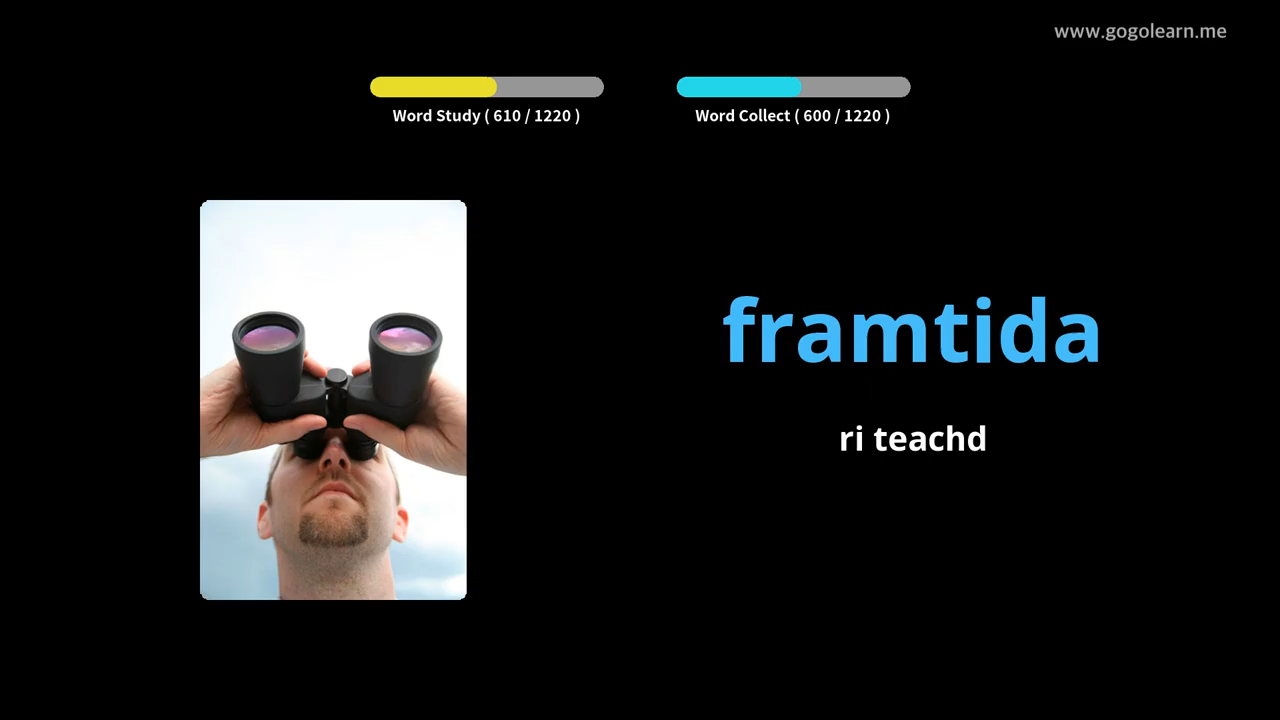 www.gogolearn.me
Word Study ( 610 / 1220 )
Word Collect ( 600 / 1220 )
framtida
ri teachd